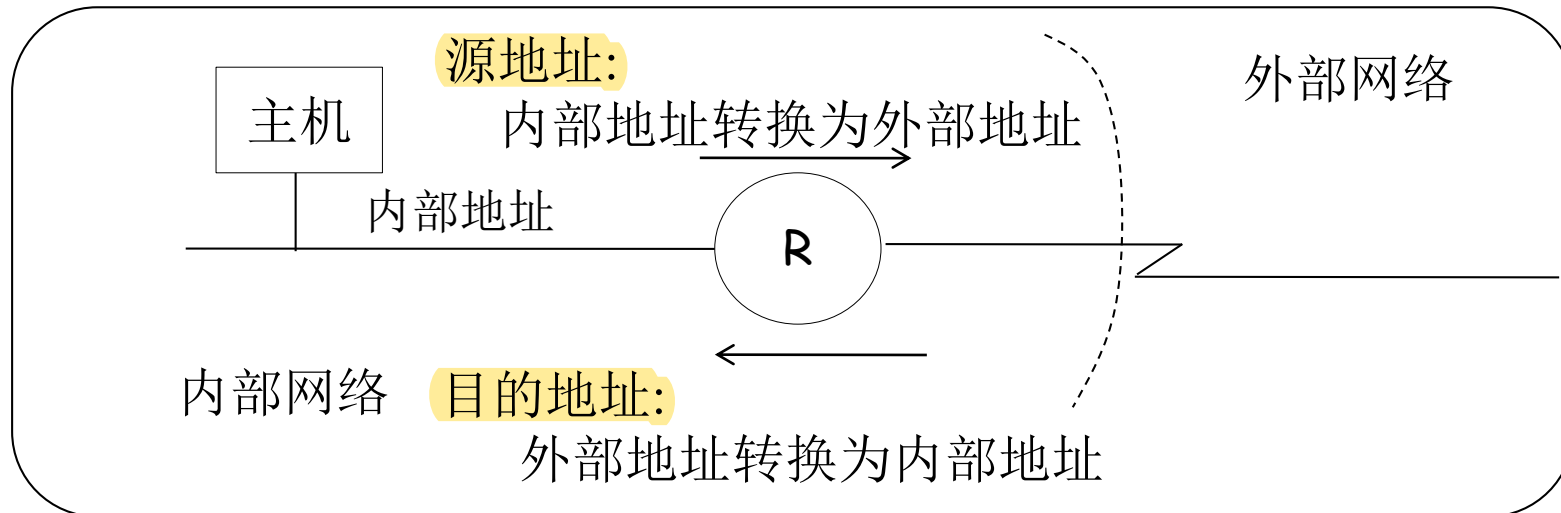 源地址:
外部网络
主机
内部地址转换为外部地址
内部地址
R
内部网络
目的地址:
外部地址转换为内部地址